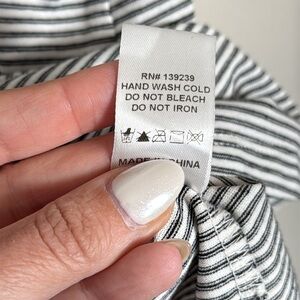 RN# 139239
HAND WASH COLD
DO NOT BLEACH
DO NOT IRON
MADE IN CHINA